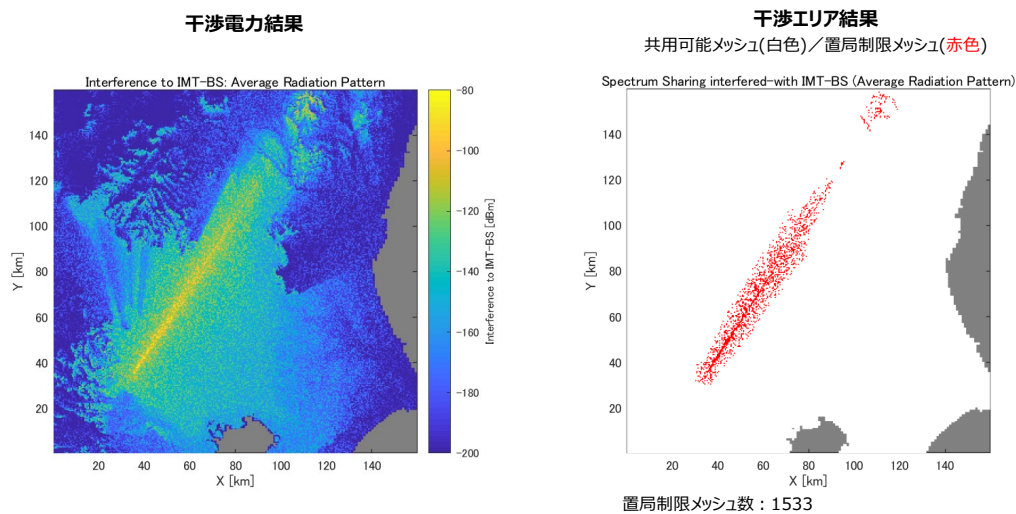 干渉電力結果
Interference to IMT-BS: Average Radiation Pattern
Y [km]
140
120
100
80
60
40
20
20 40 60 80 100 120 140
X [km]
-80
-100
-120
-140
-160
-180
-200
Interference to IMT-BS [dBm]
干渉エリア結果
共用可能メッシュ(白色)／置局制限メッシュ(赤色)
Spectrum Sharing interfered-with IMT-BS (Average Radiation Pattern)
Y [km]
140
120
100
80
60
40
20
20 40 60 80 100 120 140
X [km]
置局制限メッシュ数：1533